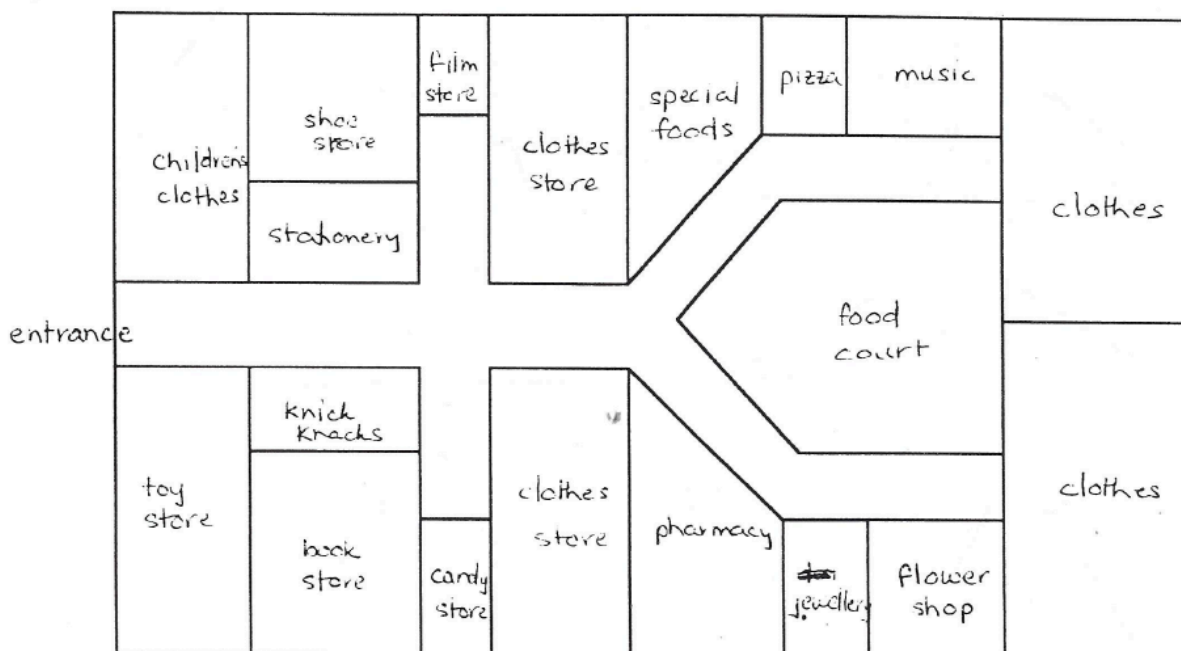 film
store
pizza
music
special
foods
shoe
store
clothes
store
children's
clothes
clothes
stationery
entrance
food
court
knick
knacks
toy
store
clothes
store
clothes
pharmacy
book
store
candy
store
jewellery
flower
shop